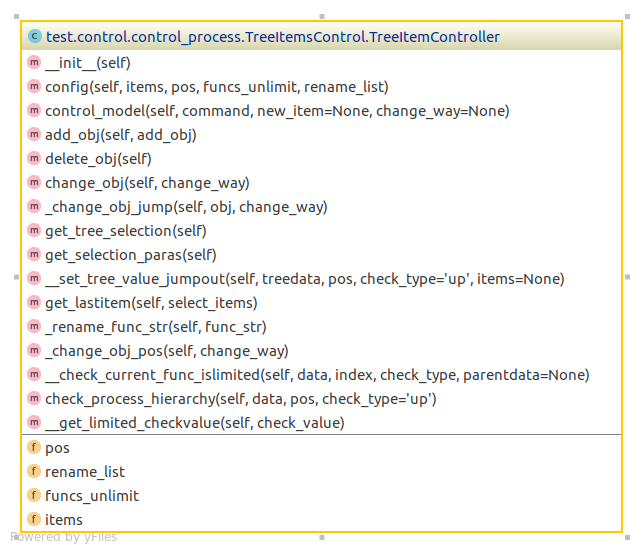 C test.control.control_process.TreeItemsControl.TreeItemController
m __init__(self)
m config(self, items, pos, funcs_unlimit, rename_list)
m control_model(self, command, new_item=None, change_way=None)
m add_obj(self, add_obj)
m delete_obj(self)
m change_obj(self, change_way)
m _change_obj_jump(self, obj, change_way)
m get_tree_selection(self)
m get_selection_paras(self)
m __set_tree_value_jumpout(self, treedata, pos, check_type='up', items=None)
m get_lastitem(self, select_items)
m _rename_func_str(self, func_str)
m _change_obj_pos(self, change_way)
m __check_current_func_islimited(self, data, index, check_type, parentdata=None)
m check_process_hierarchy(self, data, pos, check_type='up')
m __get_limited_checkvalue(self, check_value)
f pos
f rename_list
f funcs_unlimit
f items
Powered by yFiles